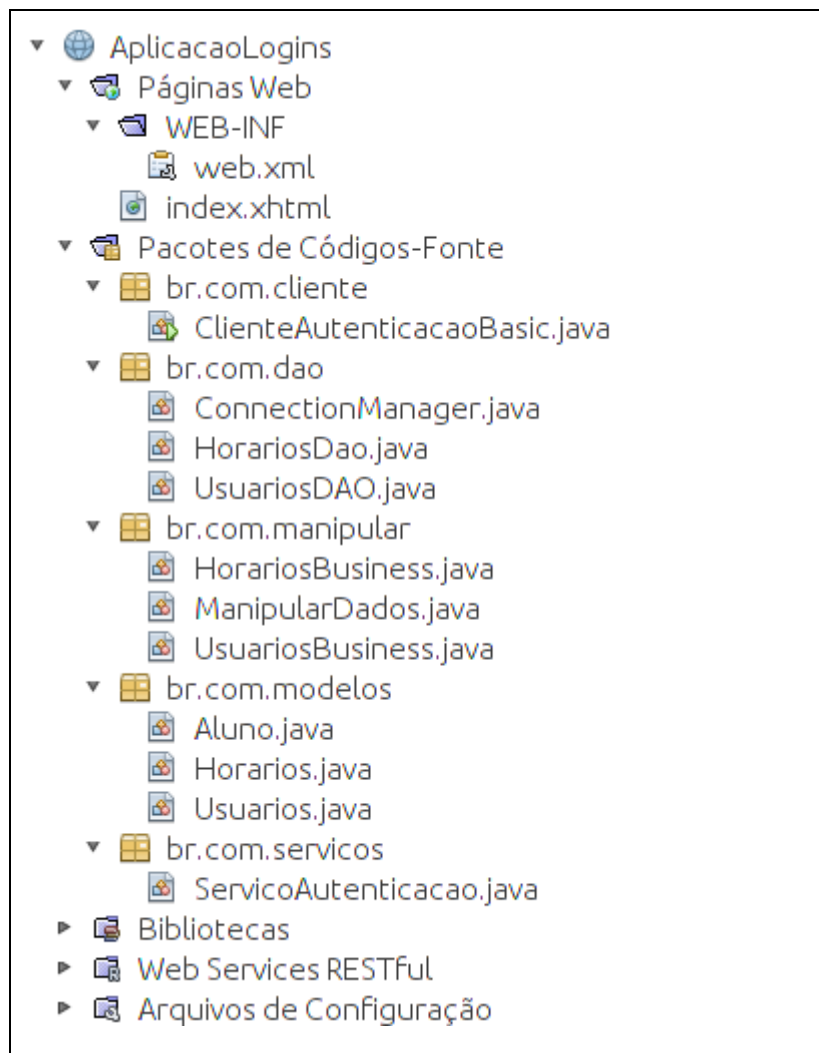 AplicacaoLogins
Páginas Web
WEB-INF
web.xml
index.xhtml
Pacotes de Códigos-Fonte
br.com.cliente
ClienteAutenticacaoBasic.java
br.com.dao
ConnectionManager.java
HorariosDao.java
UsuariosDAO.java
br.com.manipular
HorariosBusiness.java
ManipularDados.java
UsuariosBusiness.java
br.com.modelos
Aluno.java
Horarios.java
Usuarios.java
br.com.servicos
ServicoAutenticacao.java
Bibliotecas
Web Services RESTful
Arquivos de Configuração